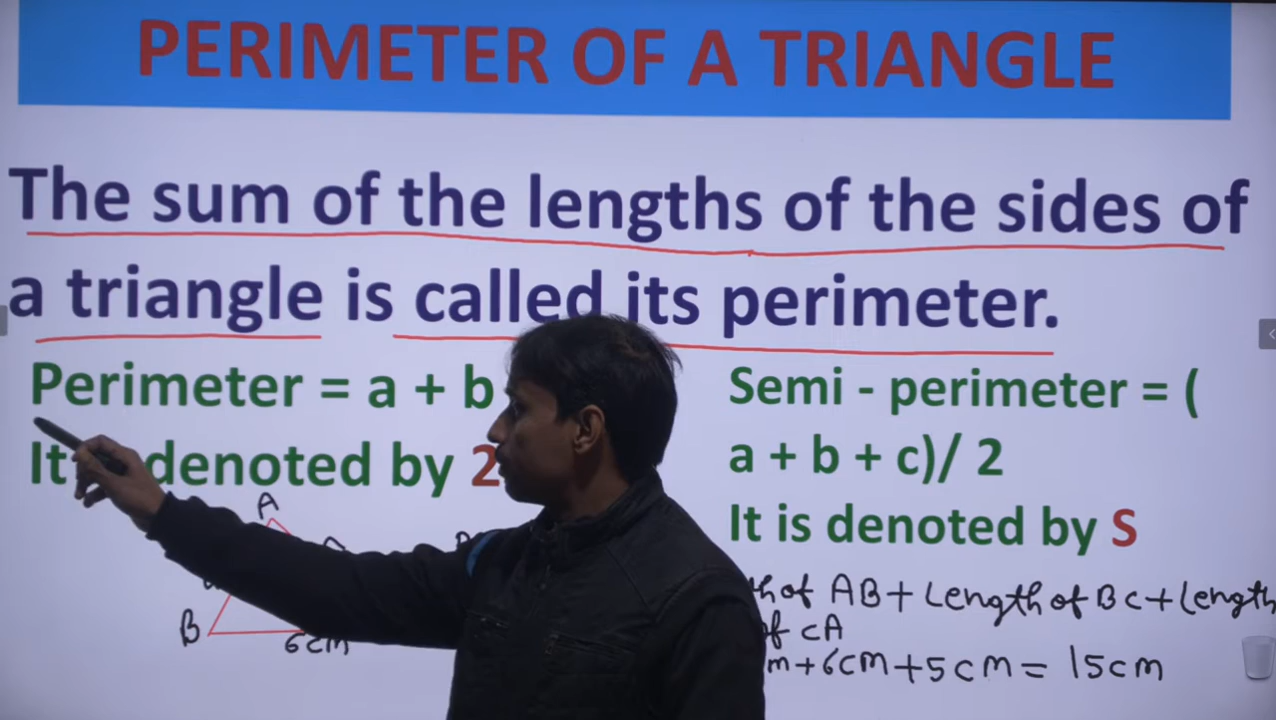 PERIMETER OF A TRIANGLE
The sum of the lengths of the sides of
a triangle is called its perimeter.
Perimeter = a + b
It denoted by 2
Semi - perimeter = (
a + b + c)/ 2
It is denoted by S
A
B
6cm
of AB + Length of BC + Length
of CA
m + 6cm + 5cm = 15cm